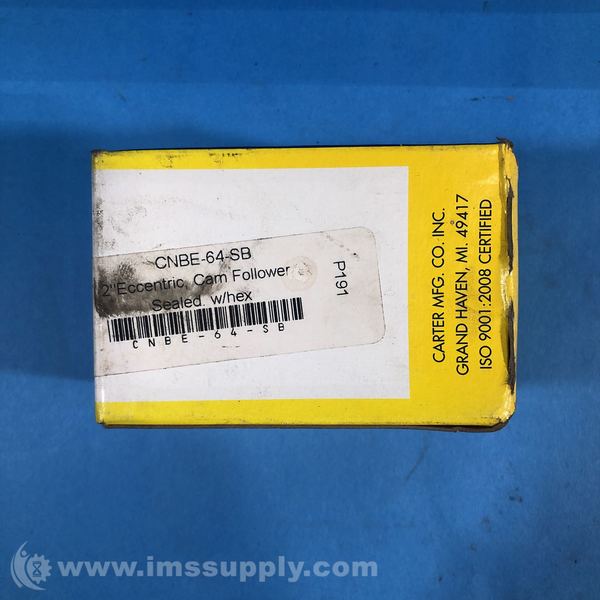 CNBE-64-SB
2" Eccentric, Cam Follower
Sealed, w/hex
CNBE-64-SB
P191
CARTER MFG. CO. INC.
GRAND HAVEN, MI. 49417
ISO 9001:2008 CERTIFIED
www.imssupply.com